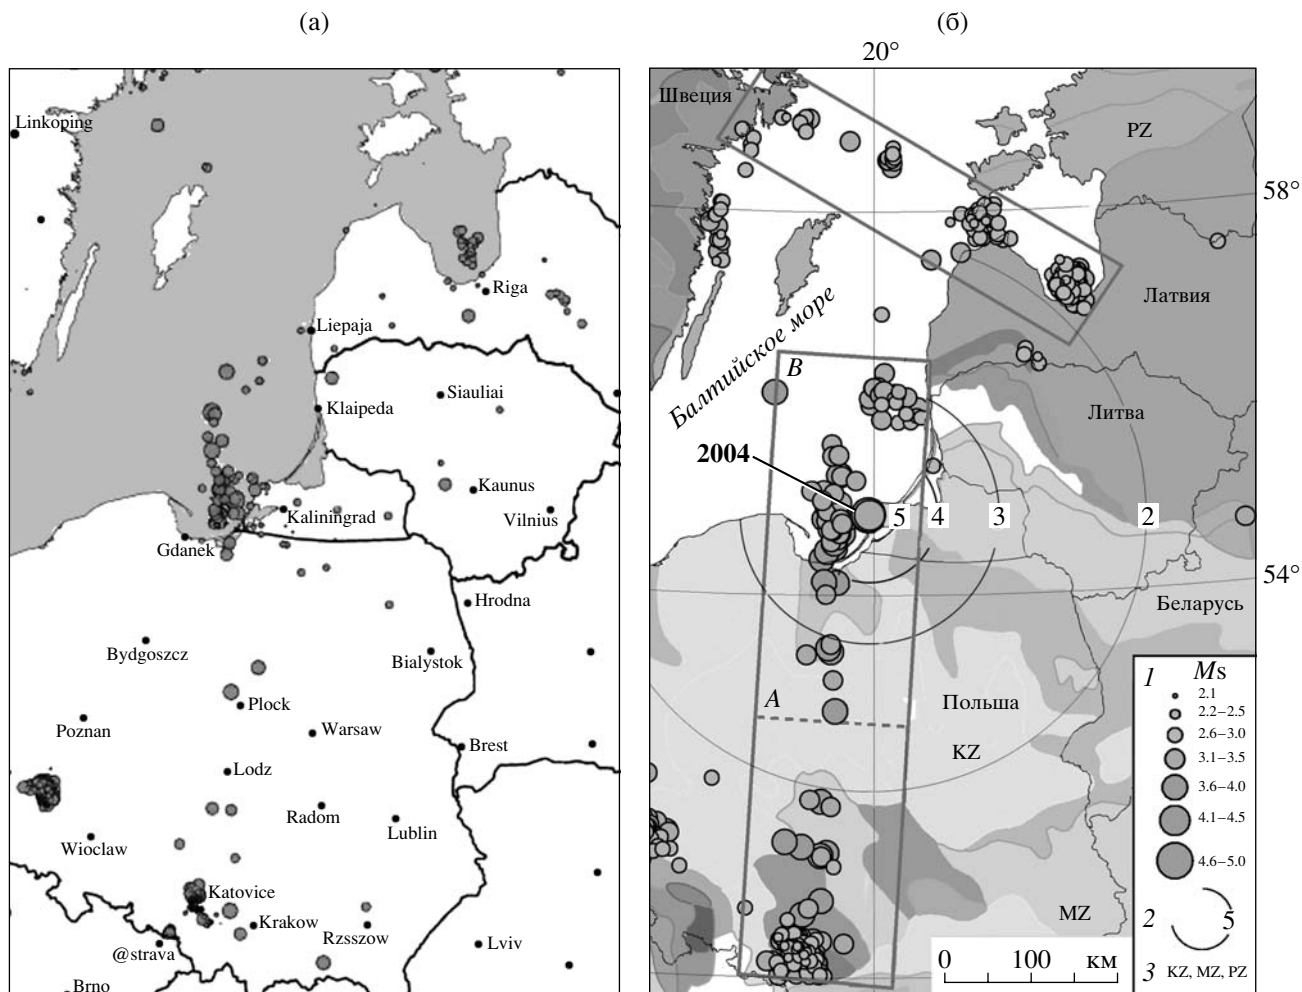 (a)
Linkoping
Riga
Liepaja
Siauliai
Klaipeda
Kaunus
Kaliningrad
Vilnius
Gdanek
Hrodna
Bydgoszcz
Bialystok
Plock
Poznan
Warsaw
Brest
Lodz
Radom
Lublin
Wioclaw
Katovice
Krakow
Rzsszow
@strava
Lviv
Brno
(б)
20°
Швеция
PZ
58°
Латвия
Балтийское море
B
Литва
2004
5 4 3 2
54°
Беларусь
A
Польша
KZ
MZ
0 100 км
1 Ms
2.1
2.2–2.5
2.6–3.0
3.1–3.5
3.6–4.0
4.1–4.5
4.6–5.0
2 5
3 KZ, MZ, PZ